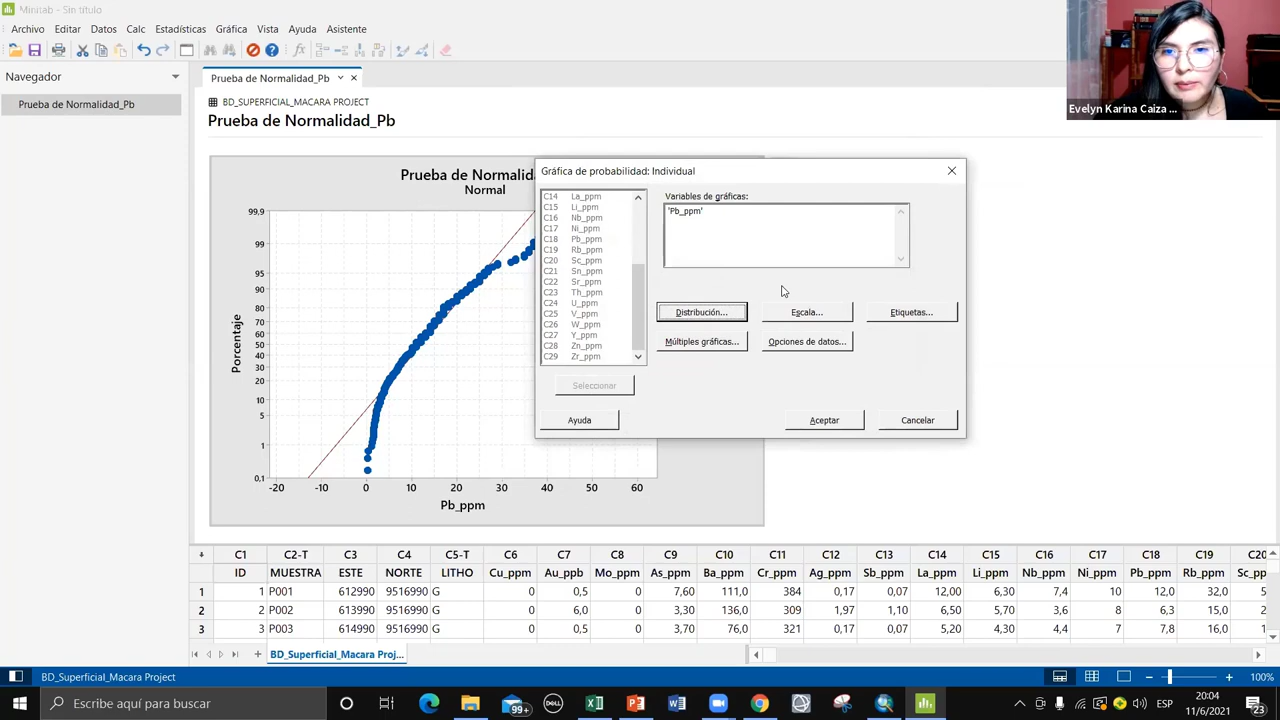 Minitab - Sin título
Archivo Editar Datos Calc Estadísticas Gráfica Vista Ayuda Asistente
Evelyn Karina Caiza ...
Navegador
Prueba de Normalidad_Pb
Prueba de Normalidad_Pb
BD_SUPERFICIAL_MACARA PROJECT
Prueba de Normalidad_Pb
Prueba de Normalida
Normal
Porcentaje
99,9
99
95
90
80
70
60
50
40
30
20
10
5
1
0,1
-20 -10 0 10 20 30 40 50 60
Pb_ppm
Gráfica de probabilidad: Individual
C14 La_ppm
C15 Li_ppm
C16 Nb_ppm
C17 Ni_ppm
C18 Pb_ppm
C19 Rb_ppm
C20 Sc_ppm
C21 Sn_ppm
C22 Sr_ppm
C23 Th_ppm
C24 U_ppm
C25 V_ppm
C26 W_ppm
C27 Y_ppm
C28 Zn_ppm
C29 Zr_ppm
Variables de gráficas:
'Pb_ppm'
Distribución... Escala... Etiquetas...
Múltiples gráficas... Opciones de datos...
Seleccionar
Ayuda Aceptar Cancelar
C1 C2-T C3 C4 C5-T C6 C7 C8 C9 C10 C11 C12 C13 C14 C15 C16 C17 C18 C19 C20
ID MUESTRA ESTE NORTE LITHO Cu_ppm Au_ppb Mo_ppm As_ppm Ba_ppm Cr_ppm Ag_ppm Sb_ppm La_ppm Li_ppm Nb_ppm Ni_ppm Pb_ppm Rb_ppm Sc_pp
1 1 P001 612990 9516990 G 0 0,5 0 7,60 111,0 384 0,17 0,07 12,00 6,30 7,4 10 12,0 32,0 5
2 2 P002 613990 9516990 G 0 6,0 0 3,30 136,0 309 1,97 1,10 6,50 5,70 3,6 8 6,3 15,0 2
3 3 P003 614990 9516990 G 0 0,5 0 3,70 76,0 321 0,17 0,07 5,20 4,30 4,4 7 7,8 16,0 1
BD_Superficial_Macara Proj...
BD_Superficial_Macara Project
100%
Escribe aquí para buscar
99+
DELL
ESP
20:04
11/6/2021
23